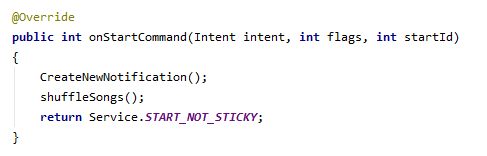 @Override
public int onStartCommand(Intent intent, int flags, int startId)
{
    CreateNewNotification();
    shuffleSongs();
    return Service.START_NOT_STICKY;
}